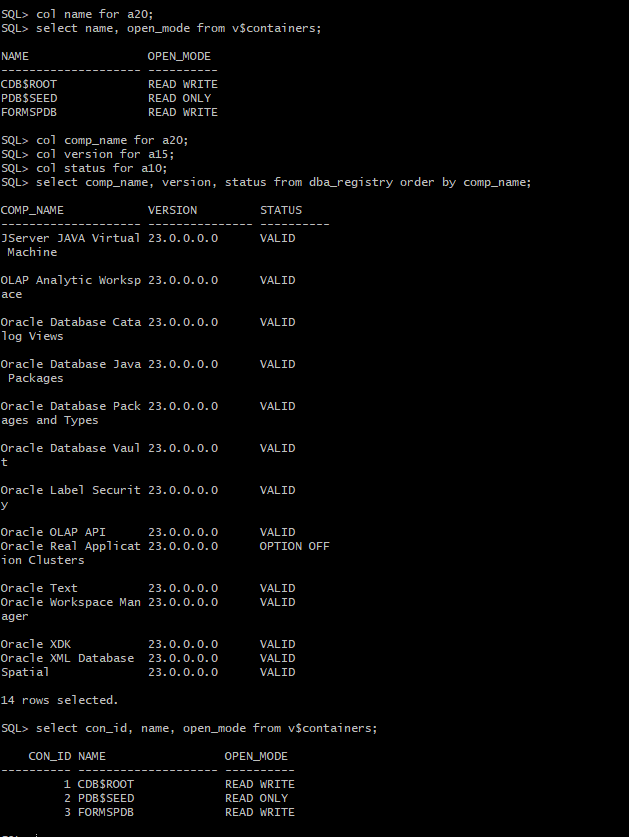 SQL> col name for a20;
SQL> select name, open_mode from v$containers;
NAME                 OPEN_MODE
-------------------- ----------
CDB$ROOT             READ WRITE
PDB$SEED             READ ONLY
FORMSPDB             READ WRITE
SQL> col comp_name for a20;
SQL> col version for a15;
SQL> col status for a10;
SQL> select comp_name, version, status from dba_registry order by comp_name;
COMP_NAME            VERSION         STATUS
-------------------- --------------- ----------
JServer JAVA Virtual 23.0.0.0.0      VALID
 Machine
OLAP Analytic Worksp 23.0.0.0.0      VALID
ace
Oracle Database Cata 23.0.0.0.0      VALID
log Views
Oracle Database Java 23.0.0.0.0      VALID
 Packages
Oracle Database Pack 23.0.0.0.0      VALID
ages and Types
Oracle Database Vaul 23.0.0.0.0      VALID
t
Oracle Label Securit 23.0.0.0.0      VALID
y
Oracle OLAP API      23.0.0.0.0      VALID
Oracle Real Applicat 23.0.0.0.0      OPTION OFF
ion Clusters
Oracle Text          23.0.0.0.0      VALID
Oracle Workspace Man 23.0.0.0.0      VALID
ager
Oracle XDK           23.0.0.0.0      VALID
Oracle XML Database  23.0.0.0.0      VALID
Spatial              23.0.0.0.0      VALID
14 rows selected.
SQL> select con_id, name, open_mode from v$containers;
    CON_ID NAME                 OPEN_MODE
---------- -------------------- ----------
         1 CDB$ROOT             READ WRITE
         2 PDB$SEED             READ ONLY
         3 FORMSPDB             READ WRITE